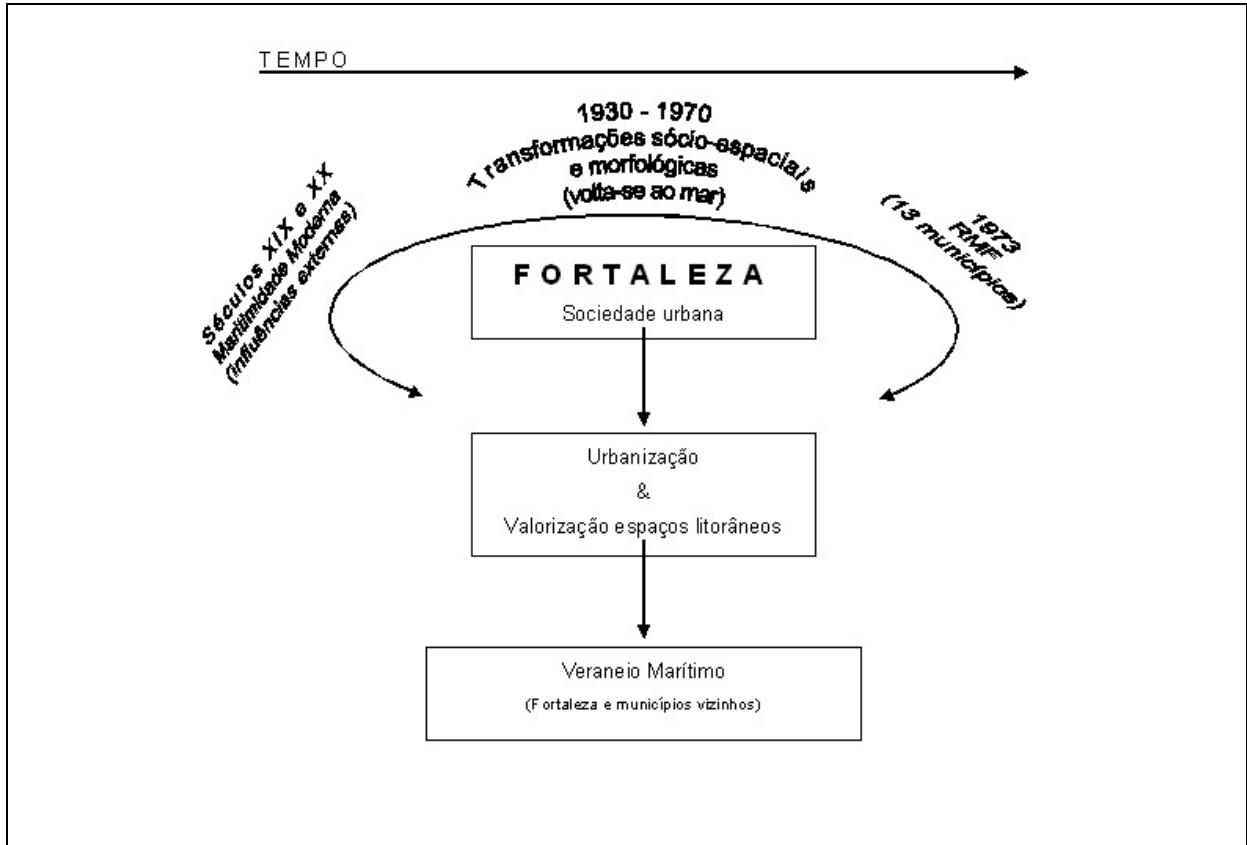 TEMPO
1930 - 1970
Transformações sócio-espaciais
e morfológicas
(volta-se ao mar)
Séculos XIX e XX
Maritimidade Moderna
(influências externas)
1973
RMF
(13 municípios)
FORTALEZA
Sociedade urbana
Urbanização
&
Valorização espaços litorâneos
Veraneio Marítimo
(Fortaleza e municípios vizinhos)